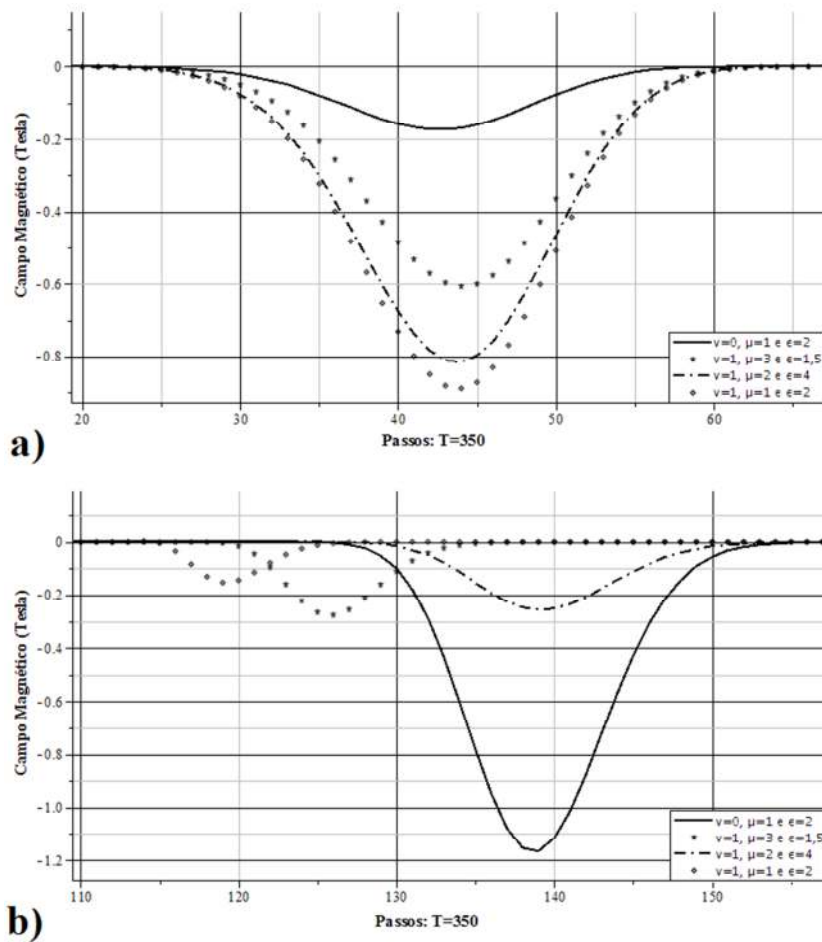 Campo Magnético (Tesla)
0
-0.2
-0.4
-0.6
-0.8
20 30 40 50 60
Passos: T=350
v=0, μ=1 e ϵ=2
v=1, μ=3 e ϵ=1,5
v=1, μ=2 e ϵ=4
v=1, μ=1 e ϵ=2
a)
Campo Magnético (Tesla)
0
-0.2
-0.4
-0.6
-0.8
-1.0
-1.2
110 120 130 140 150
Passos: T=350
v=0, μ=1 e ϵ=2
v=1, μ=3 e ϵ=1,5
v=1, μ=2 e ϵ=4
v=1, μ=1 e ϵ=2
b)